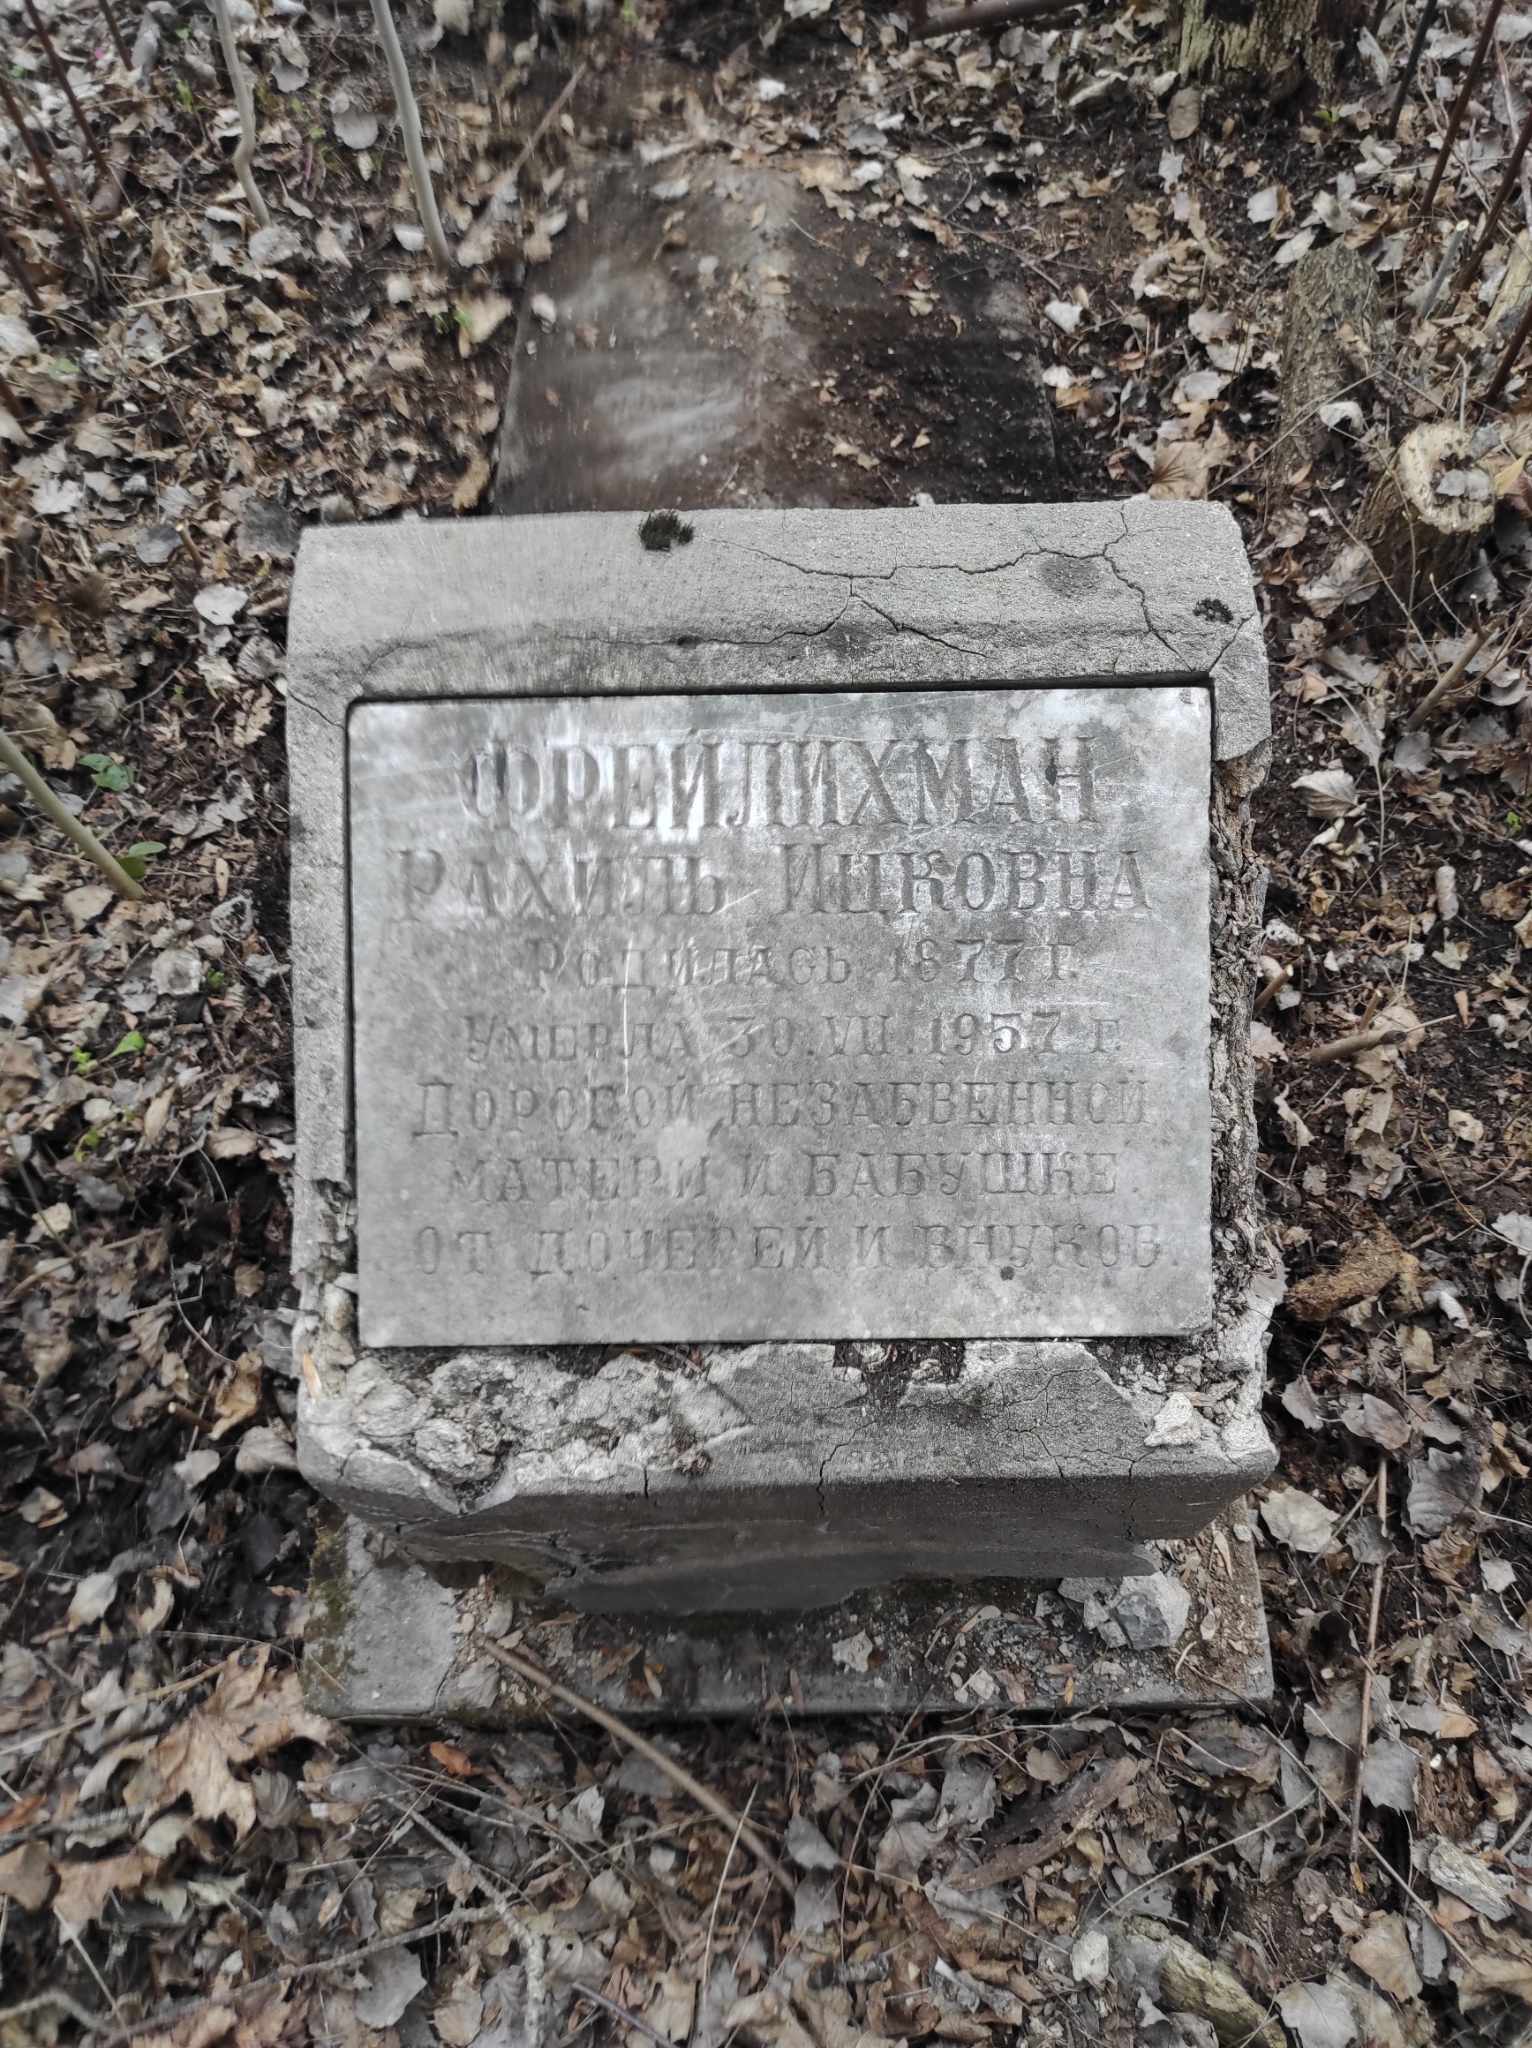 ФРЕЙЛИХМАН
РАХИЛЬ ИЦКОВНА
РОДИЛАСЬ 1877 Г.
УМЕРЛА 30.VII.1957 Г.
ДОРОГОЙ, НЕЗАБВЕННОЙ
МАТЕРИ И БАБУШКЕ.
ОТ ДОЧЕРЕЙ И ВНУКОВ.